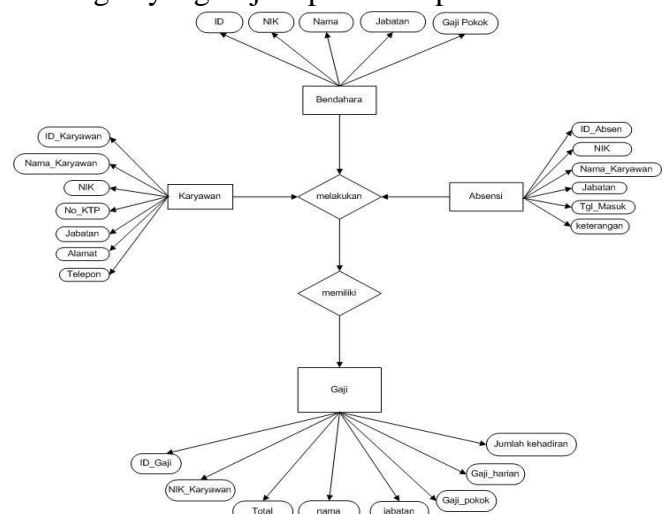 ID
NIK
Nama
Jabatan
Gaji Pokok
Bendahara
ID_Karyawan
Nama_Karyawan
NIK
No_KTP
Jabatan
Alamat
Telepon
Karyawan
melakukan
Absensi
ID_Absen
NIK
Nama_Karyawan
Jabatan
Tgl_Masuk
keterangan
memiliki
Gaji
ID_Gaji
NIK_Karyawan
Total
nama
jabatan
Gaji_pokok
Gaji_harian
Jumlah kehadiran